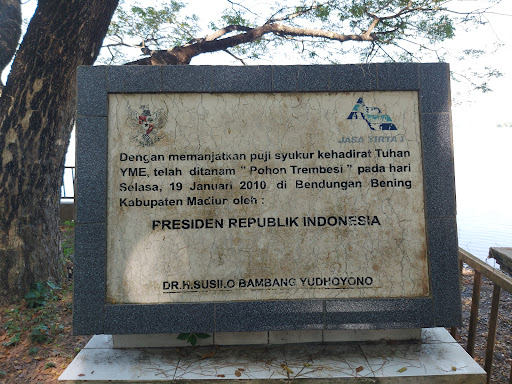 JASA TIRTA I
Dengan memanjatkan puji syukur kehadirat Tuhan
YME, telah ditanam " Pohon Trembesi " pada hari
Selasa, 19 Januari 2010 di Bendungan Bening
Kabupaten Madiun oleh :
PRESIDEN REPUBLIK INDONESIA
DR.H.SUSILO BAMBANG YUDHOYONO